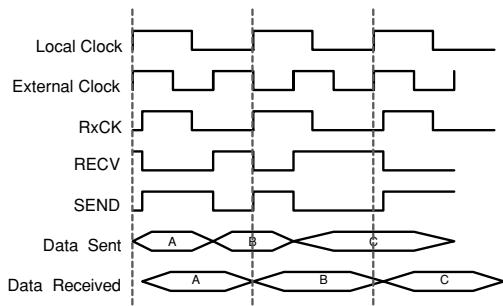 Local Clock
External Clock
RxCK
RECV
SEND
Data Sent A B C
Data Received A B C